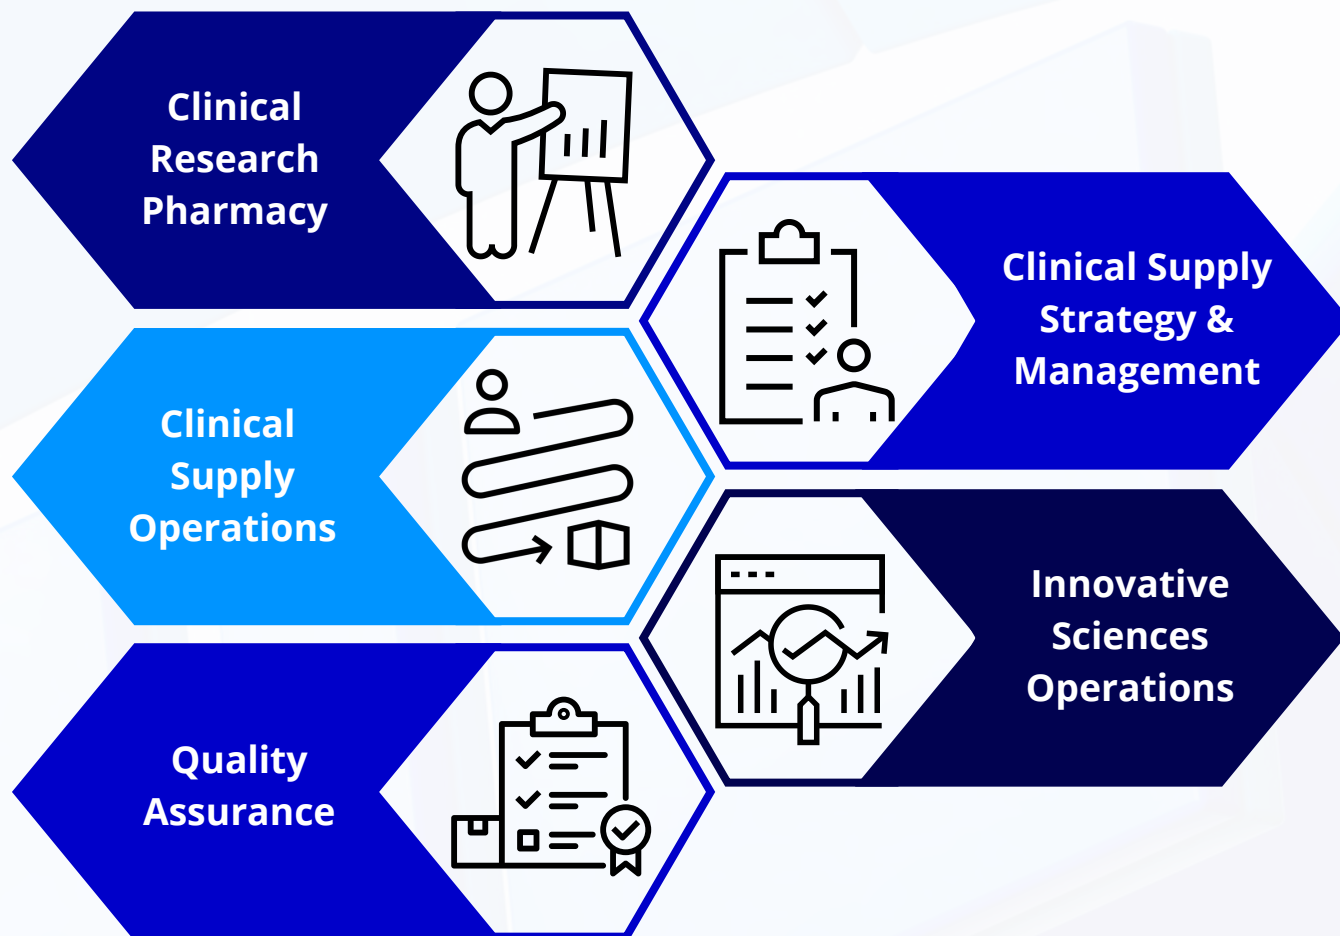 Clinical
Research
Pharmacy
Clinical Supply
Strategy &
Management
Clinical
Supply
Operations
Innovative
Sciences
Operations
Quality
Assurance